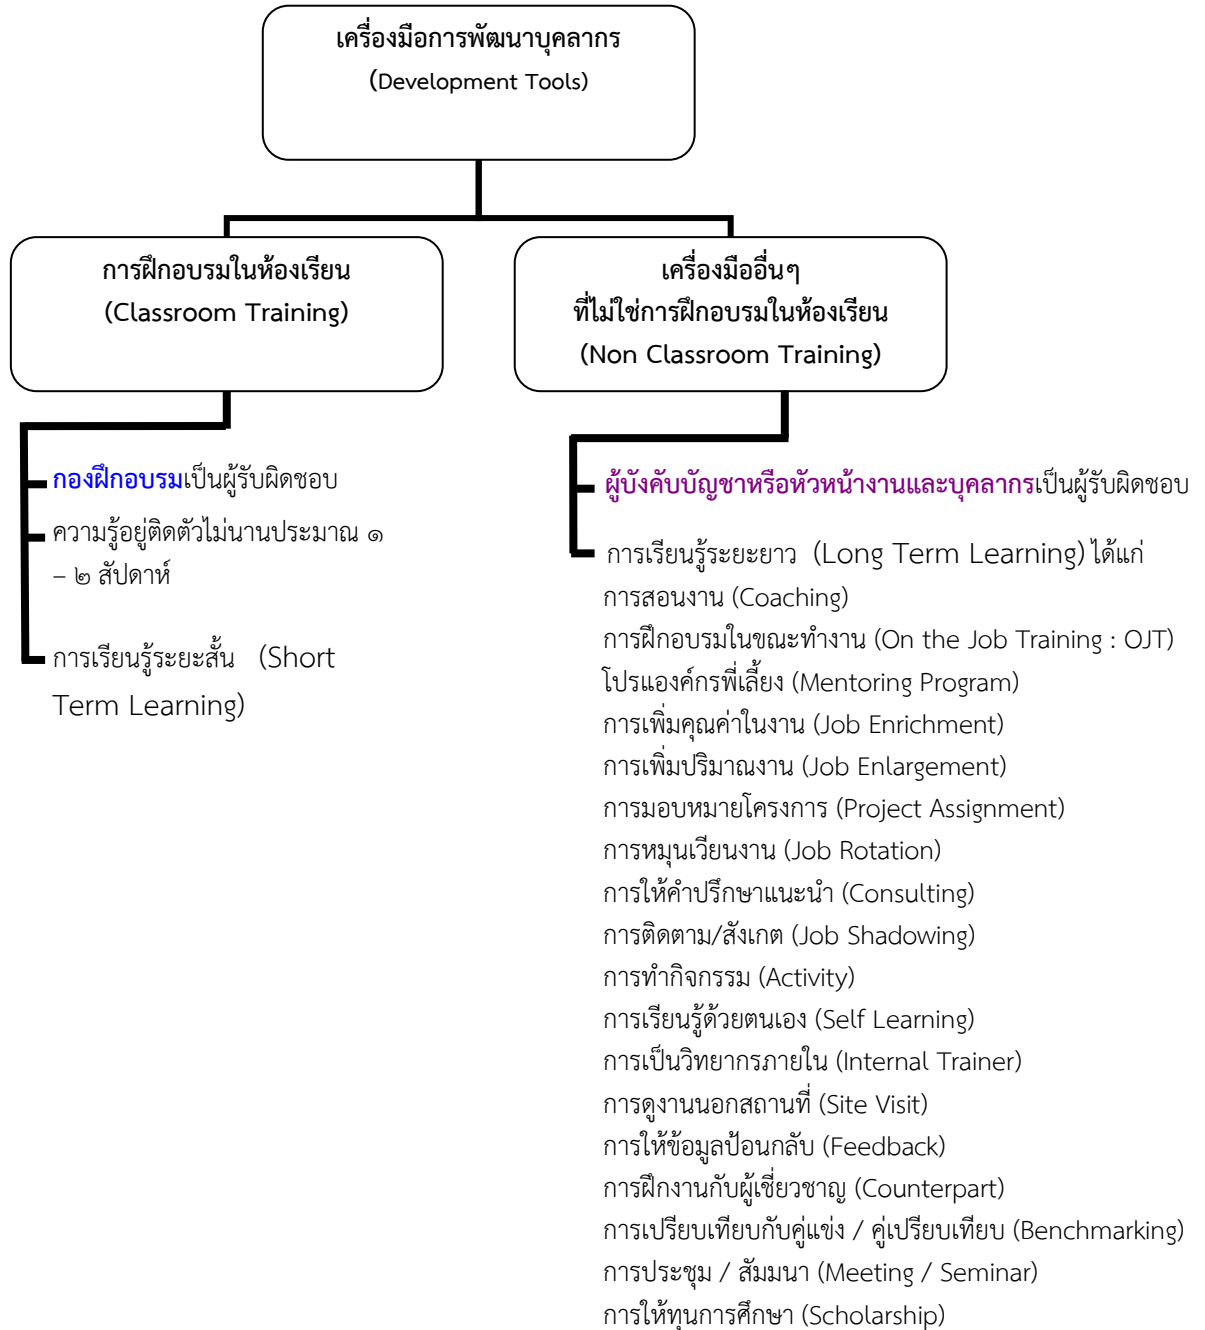 เครื่องมือการพัฒนาบุคลากร
(Development Tools)
การฝึกอบรมในห้องเรียน
(Classroom Training)
เครื่องมืออื่นๆ
ที่ไม่ใช่การฝึกอบรมในห้องเรียน
(Non Classroom Training)
กองฝึกอบรมเป็นผู้รับผิดชอบ
ความรู้อยู่ติดตัวไม่นานประมาณ ๑
– ๒ สัปดาห์
การเรียนรู้ระยะสั้น (Short
Term Learning)
ผู้บังคับบัญชาหรือหัวหน้างานและบุคลากรเป็นผู้รับผิดชอบ
การเรียนรู้ระยะยาว (Long Term Learning) ได้แก่
การสอนงาน (Coaching)
การฝึกอบรมในขณะทำงาน (On the Job Training : OJT)
โปรแองค์กรพี่เลี้ยง (Mentoring Program)
การเพิ่มคุณค่าในงาน (Job Enrichment)
การเพิ่มปริมาณงาน (Job Enlargement)
การมอบหมายโครงการ (Project Assignment)
การหมุนเวียนงาน (Job Rotation)
การให้คำปรึกษาแนะนำ (Consulting)
การติดตาม/สังเกต (Job Shadowing)
การทำกิจกรรม (Activity)
การเรียนรู้ด้วยตนเอง (Self Learning)
การเป็นวิทยากรภายใน (Internal Trainer)
การดูงานนอกสถานที่ (Site Visit)
การให้ข้อมูลป้อนกลับ (Feedback)
การฝึกงานกับผู้เชี่ยวชาญ (Counterpart)
การเปรียบเทียบกับคู่แข่ง / คู่เปรียบเทียบ (Benchmarking)
การประชุม / สัมมนา (Meeting / Seminar)
การให้ทุนการศึกษา (Scholarship)